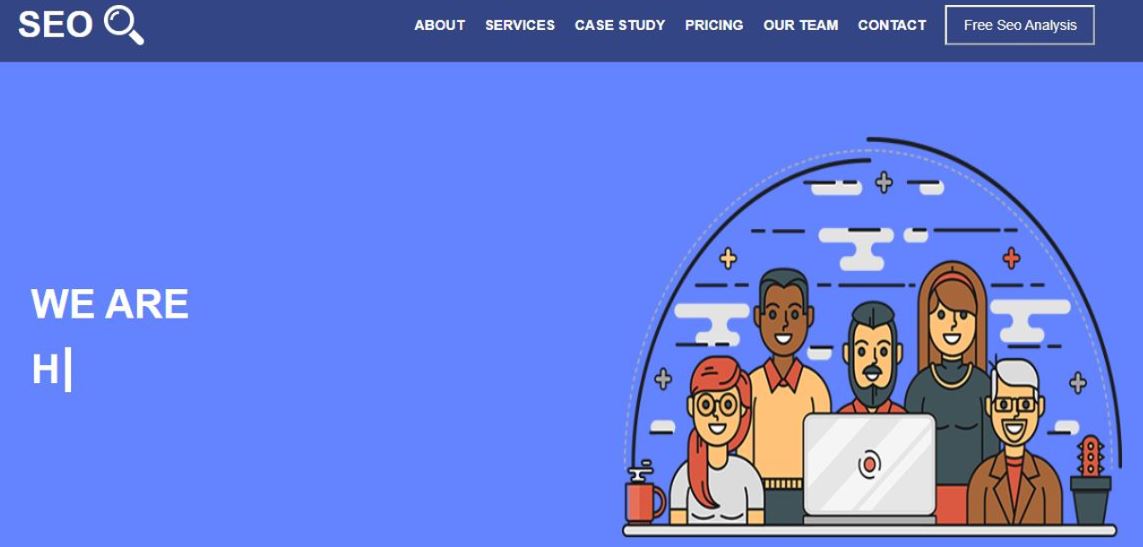 SEO
ABOUT SERVICES CASE STUDY PRICING OUR TEAM CONTACT Free Seo Analysis
WE ARE
H